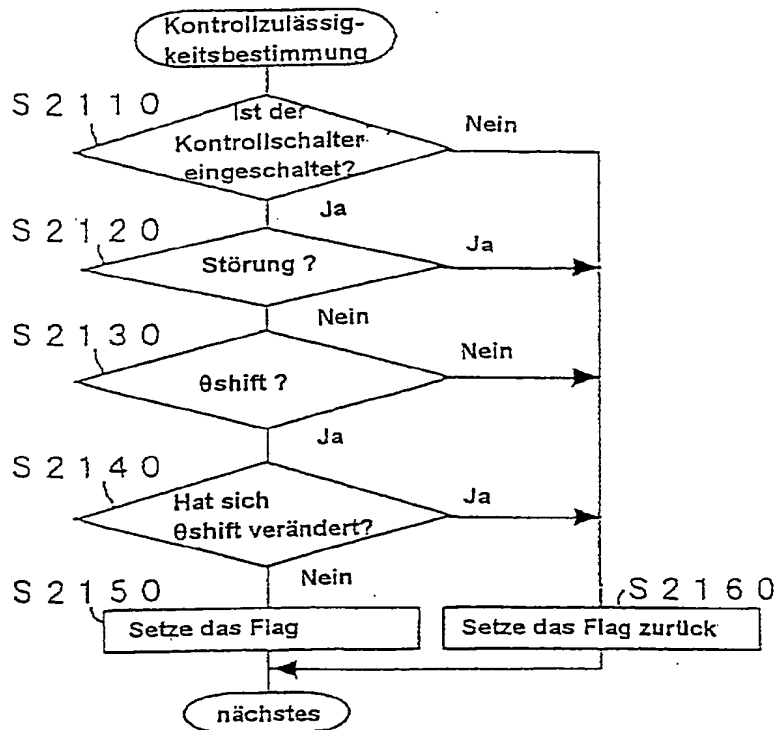 Kontrollzulässig-
keitsbestimmung
S2110
Ist der
Kontrollschalter
eingeschaltet?
Nein
Ja
S2120
Störung ?
Ja
Nein
S2130
θshift ?
Nein
Ja
S2140
Hat sich
θshift verändert?
Ja
Nein
S2150
Setze das Flag
S2160
Setze das Flag zurück
nächstes